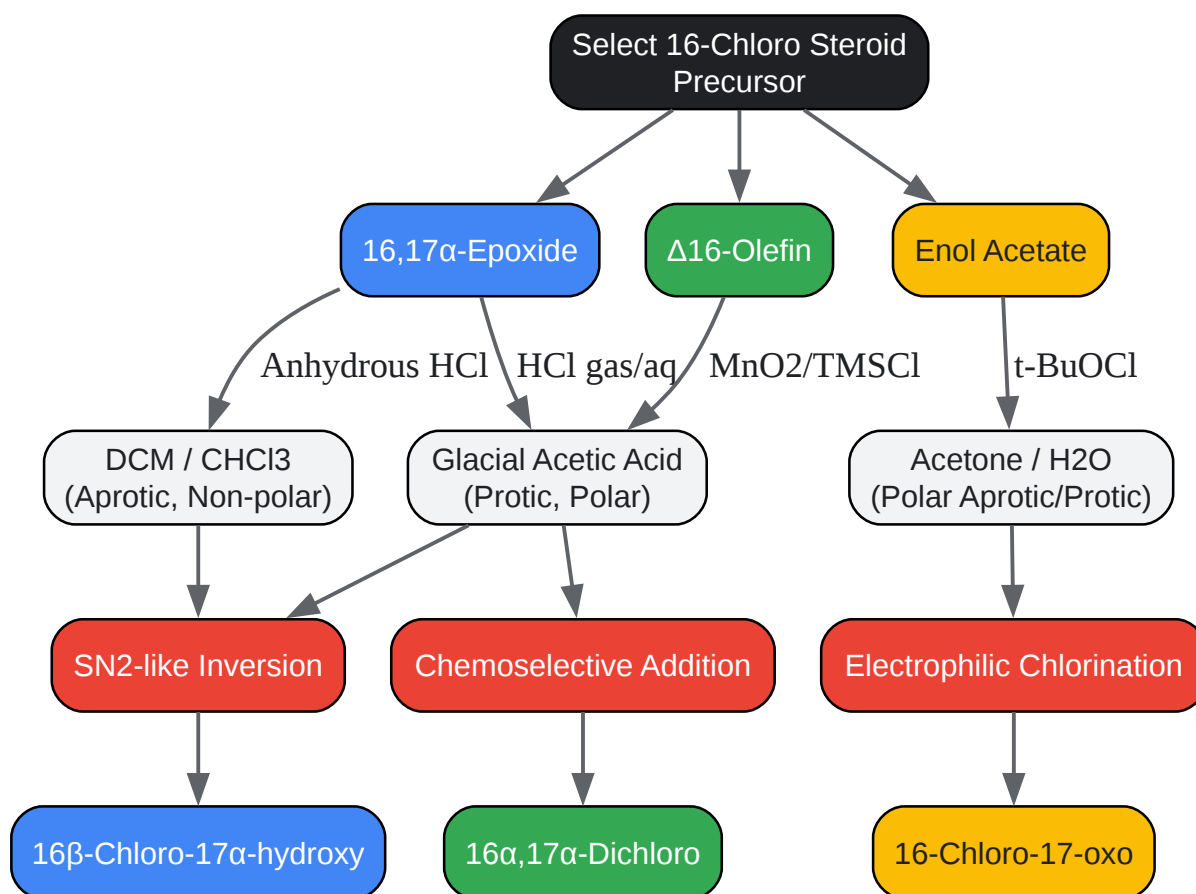 Select 16-Chloro Steroid
Precursor
16,17α-Epoxide
Δ16-Olefin
Enol Acetate
Anhydrous HCl
HCl gas/aq
MnO2/TMSCl
t-BuOCl
DCM / CHCl3
(Aprotic, Non-polar)
Glacial Acetic Acid
(Protic, Polar)
Acetone / H2O
(Polar Aprotic/Protic)
SN2-like Inversion
Chemoselective Addition
Electrophilic Chlorination
16β-Chloro-17α-hydroxy
16α,17α-Dichloro
16-Chloro-17-oxo